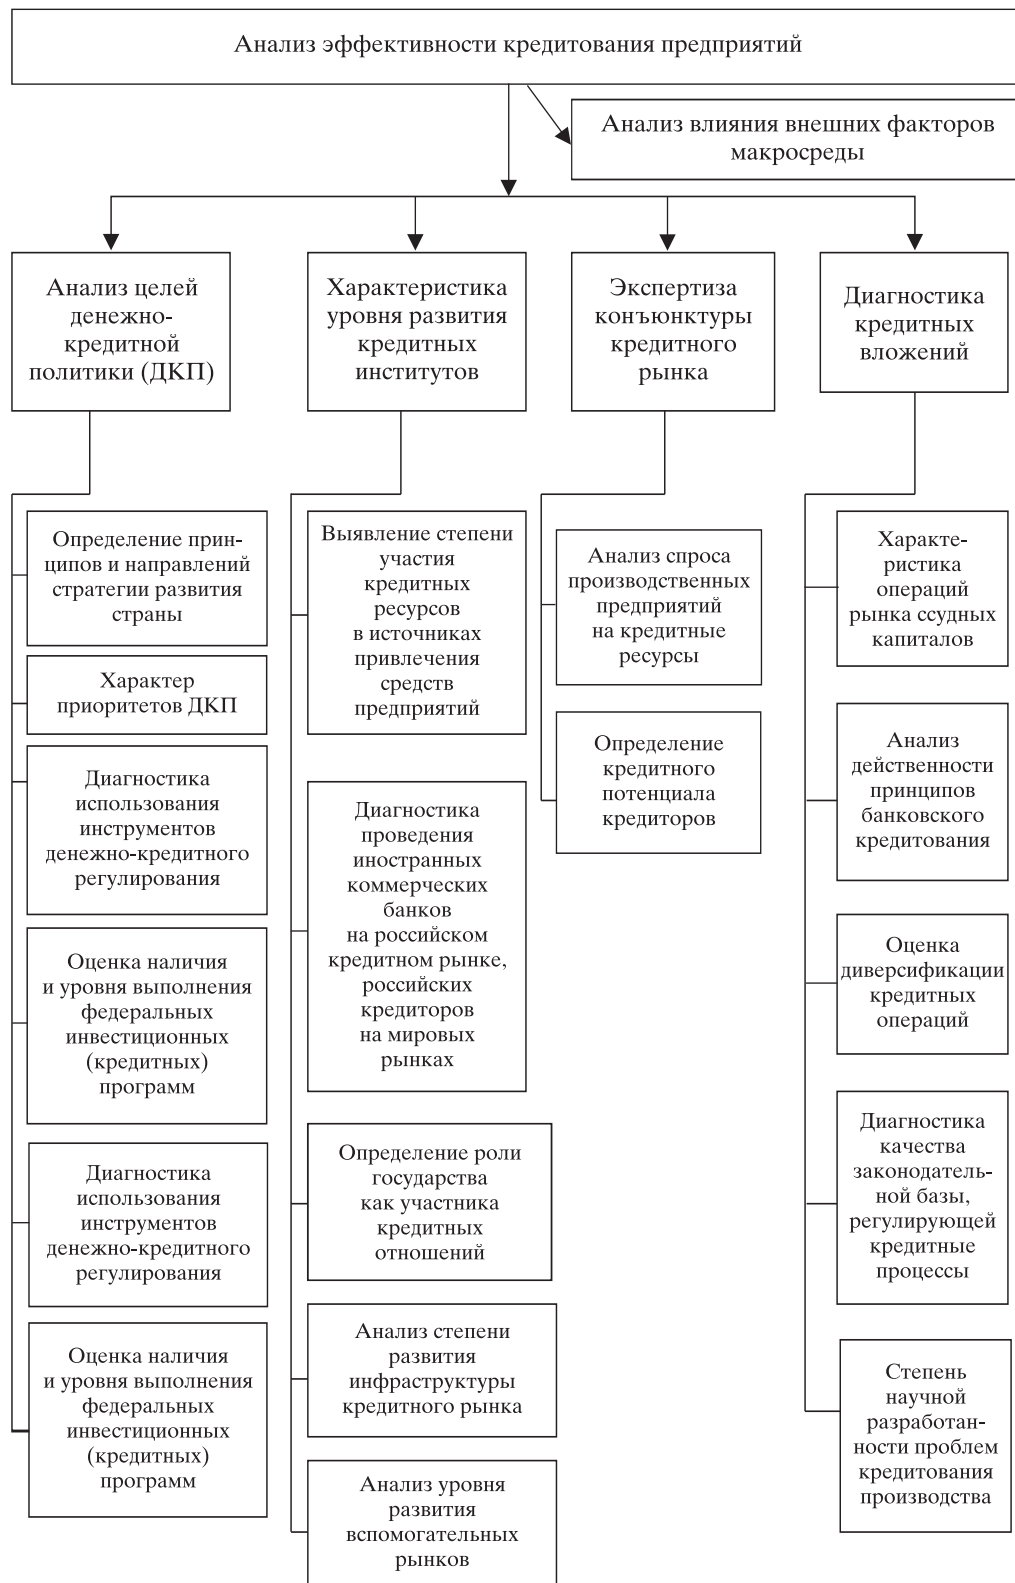 Анализ эффективности кредитования предприятий
Анализ влияния внешних факторов
макросреды
Анализ целей
денежно-
кредитной
политики (ДКП)
Характеристика
уровня развития
кредитных
институтов
Экспертиза
конъюнктуры
кредитного
рынка
Диагностика
кредитных
вложений
Определение прин-
ципов и направлений
стратегии развития
страны
Характер
приоритетов ДКП
Диагностика
использования
инструментов
денежно-кредитного
регулирования
Оценка наличия
и уровня выполнения
федеральных
инвестиционных
(кредитных)
программ
Диагностика
использования
инструментов
денежно-кредитного
регулирования
Оценка наличия
и уровня выполнения
федеральных
инвестиционных
(кредитных)
программ
Выявление степени
участия
кредитных
ресурсов
в источниках
привлечения
средств
предприятий
Диагностика
проведения
иностранных
коммерческих
банков
на российском
кредитном рынке,
российских
кредиторов
на мировых
рынках
Определение роли
государства
как участника
кредитных
отношений
Анализ степени
развития
инфраструктуры
кредитного рынка
Анализ уровня
развития
вспомогательных
рынков
Анализ спроса
производственных
предприятий
на кредитные
ресурсы
Определение
кредитного
потенциала
кредиторов
Характе-
ристика
операций
рынка ссудных
капиталов
Анализ
действенности
принципов
банковского
кредитования
Оценка
диверсификации
кредитных
операций
Диагностика
качества
законодатель-
ной базы,
регулирующей
кредитные
процессы
Степень
научной
разработан-
ности проблем
кредитования
производства